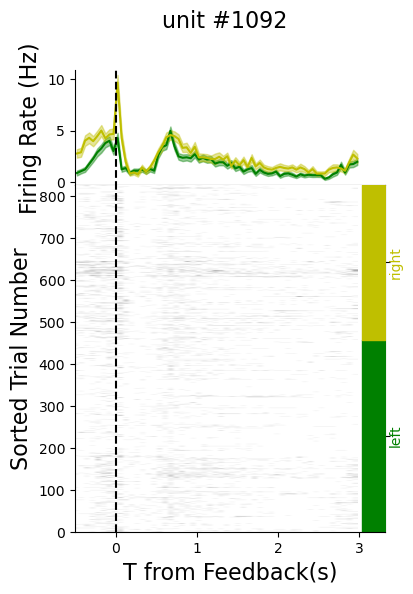 unit #1092
Firing Rate (Hz)
10
5
0
Sorted Trial Number
800
700
600
500
400
300
200
100
0
right
left
0
1
2
3
T from Feedback(s)